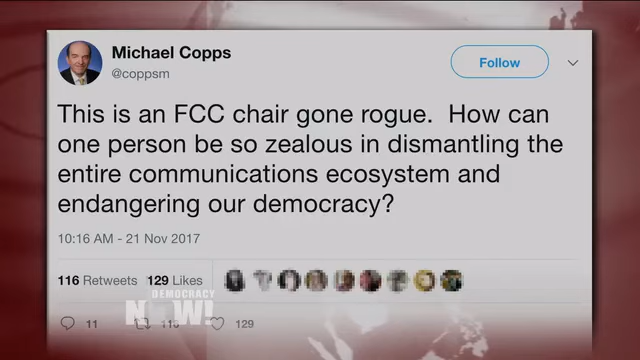 Michael Copps
@coppsm
Follow
This is an FCC chair gone rogue. How can
one person be so zealous in dismantling the
entire communications ecosystem and
endangering our democracy?
10:16 AM - 21 Nov 2017
116 Retweets 129 Likes
DEMOCRACY
NOW!
11 116 129